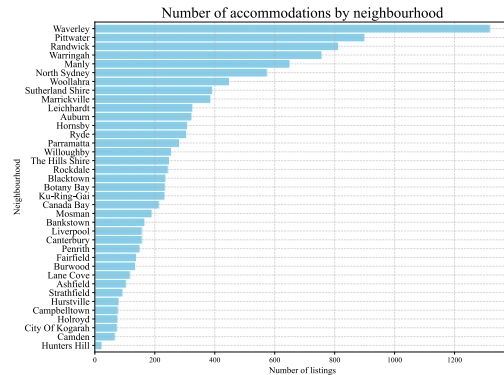 Number of accommodations by neighbourhood
Waverley
Pittwater
Randwick
Warringah
Manly
North Sydney
Woollahra
Sutherland Shire
Marrickville
Leichhardt
Auburn
Hornsby
Ryde
Parramatta
Willoughby
The Hills Shire
Rockdale
Blacktown
Botany Bay
Ku-Ring-Gai
Canada Bay
Mosman
Bankstown
Liverpool
Canterbury
Penrith
Fairfield
Burwood
Lane Cove
Ashfield
Strathfield
Hurstville
Campbelltown
Holroyd
City Of Kogarah
Camden
Hunters Hill
Neighbourhood
0 200 400 600 800 1000 1200
Number of listings